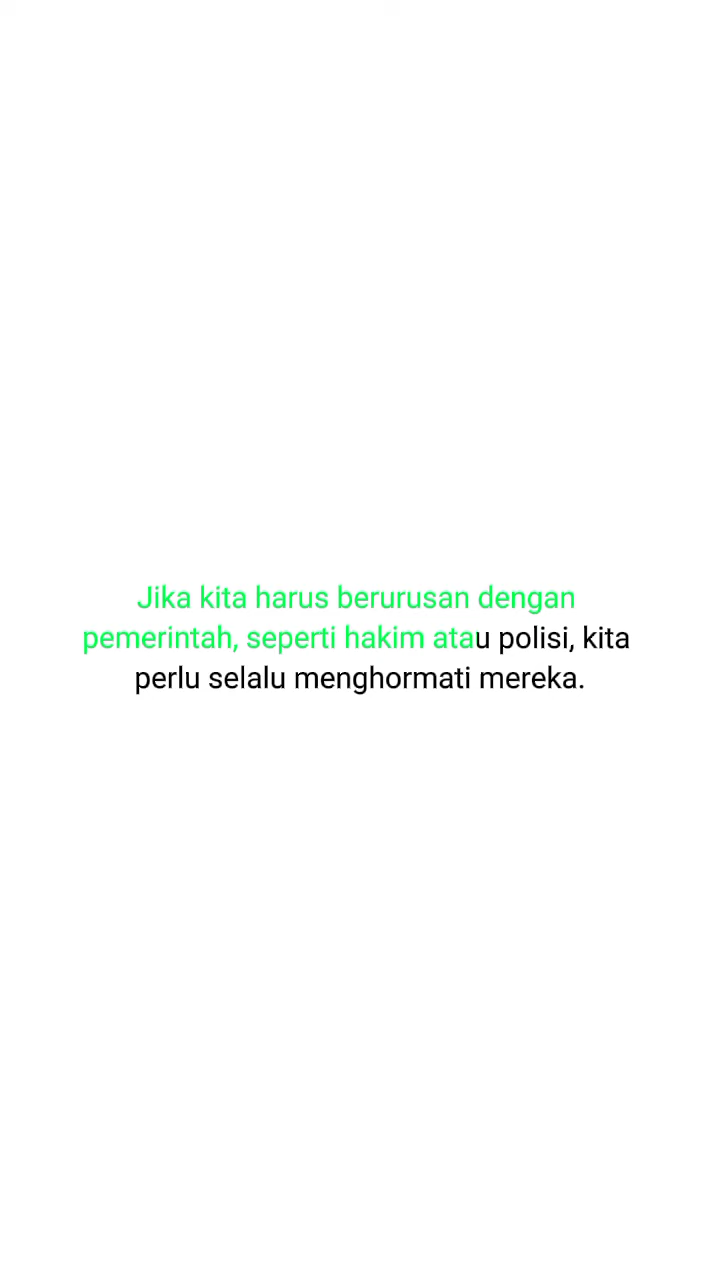 Jika kita harus berurusan dengan
pemerintah, seperti hakim atau polisi, kita
perlu selalu menghormati mereka.